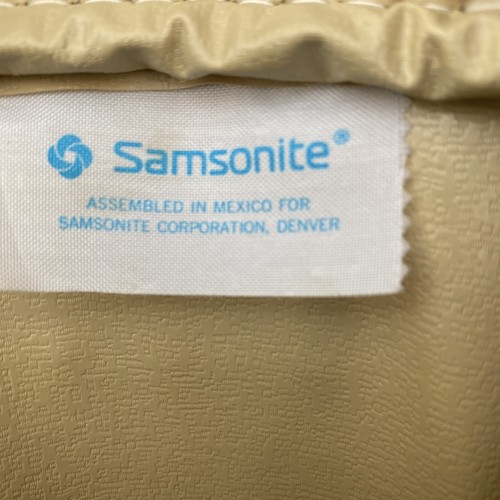 Samsonite®
ASSEMBLED IN MEXICO FOR
SAMSONITE CORPORATION, DENVER